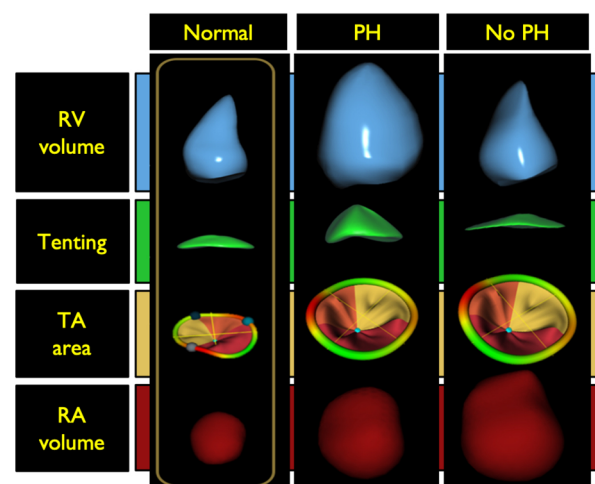 Normal
PH
No PH
RV
volume
Tenting
TA
area
RA
volume